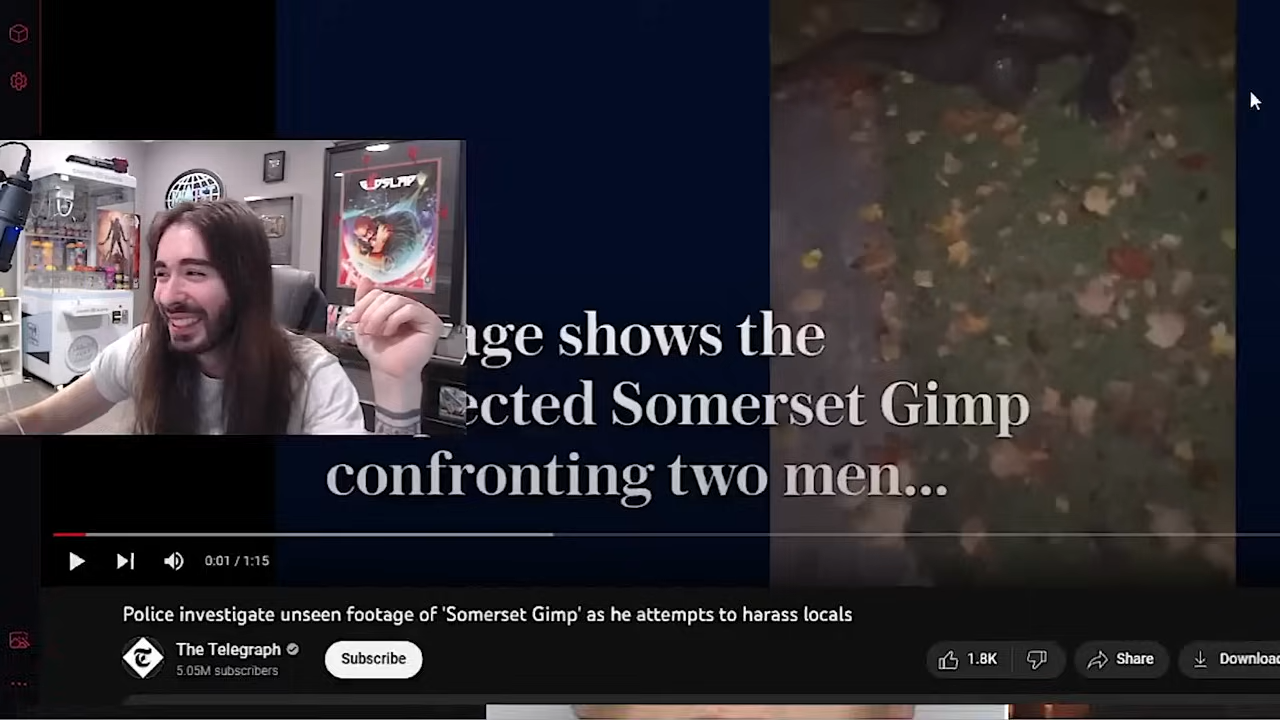 age shows the
ected Somerset Gimp
confronting two men...
0:01 / 1:15
Police investigate unseen footage of 'Somerset Gimp' as he attempts to harass locals
The Telegraph
5.05M subscribers
Subscribe
1.8K
Share
Download